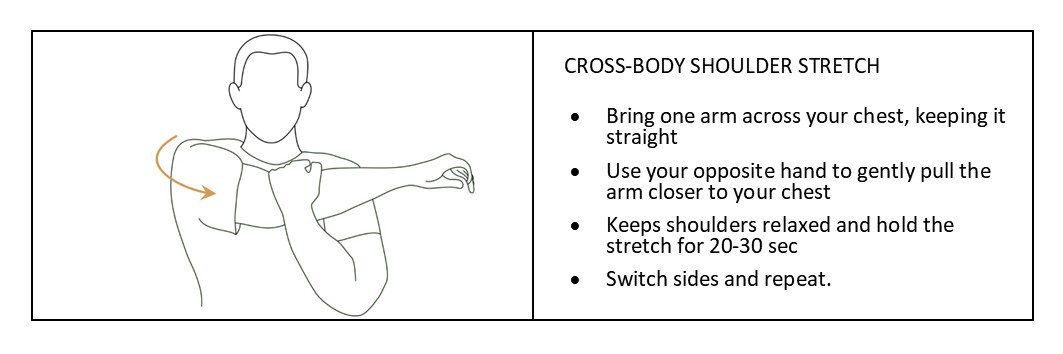 CROSS-BODY SHOULDER STRETCH
• Bring one arm across your chest, keeping it
straight
• Use your opposite hand to gently pull the
arm closer to your chest
• Keeps shoulders relaxed and hold the
stretch for 20-30 sec
• Switch sides and repeat.